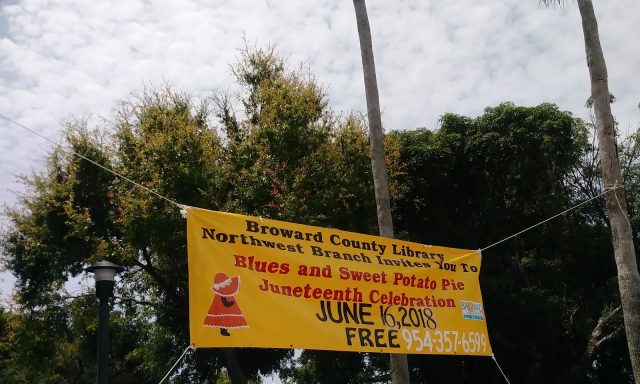 Broward County Library
Northwest Branch Invites You To
Blues and Sweet Potato Pie
Juneteenth Celebration
JUNE 16, 2018
FREE 954-357-6599